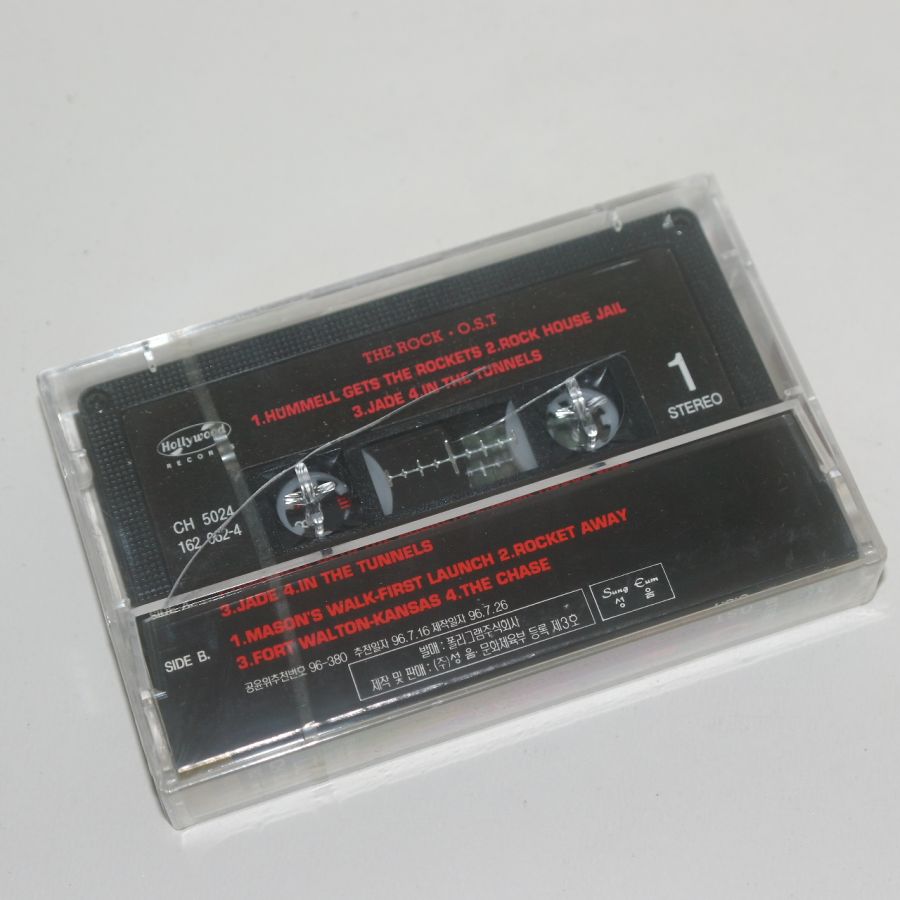 THE ROCK · O.S.T
1.HUMMELL GETS THE ROCKETS 2.ROCK HOUSE JAIL
3.JADE 4.IN THE TUNNELS
1
STEREO
Hollywood
RECORDS
CH 5024
162-062-4
3.JADE 4.IN THE TUNNELS
SIDE B.
1.MASON'S WALK-FIRST LAUNCH 2.ROCKET AWAY
3.FORT WALTON-KANSAS 4.THE CHASE
공윤위추천번호 96-380 추천일자 96.7.16 제작일자 96.7.26
발매 : 폴리그램주식회사
제작 및 판매 : (주)성음·문화체육부 등록 제3호
Sung Eum
성음